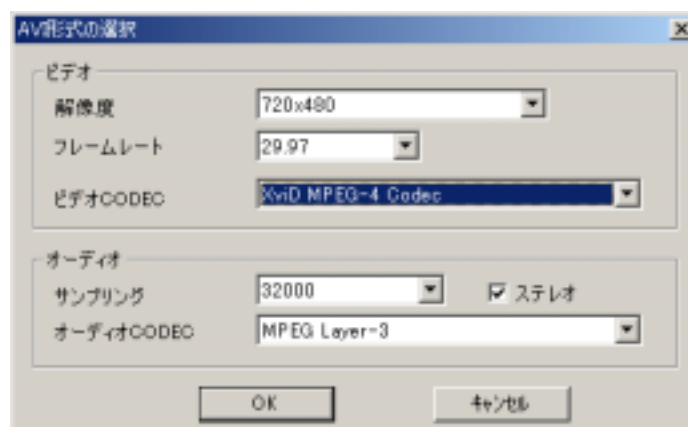 AVI形式の選択
ビデオ
解像度 720x480
フレームレート 29.97
ビデオCODEC XviD MPEG-4 Codec
オーディオ
サンプリング 32000 ステレオ
オーディオCODEC MPEG Layer-3
OK キャンセル